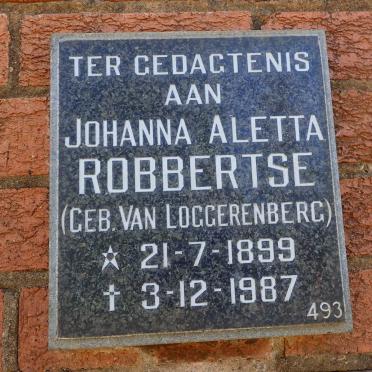 TER GEDAGTENIS
AAN
JOHANNA ALETTA
ROBBERTSE
(GEB. VAN LOGGERENBERG)
☆ 21-7-1899
✝ 3-12-1987
493